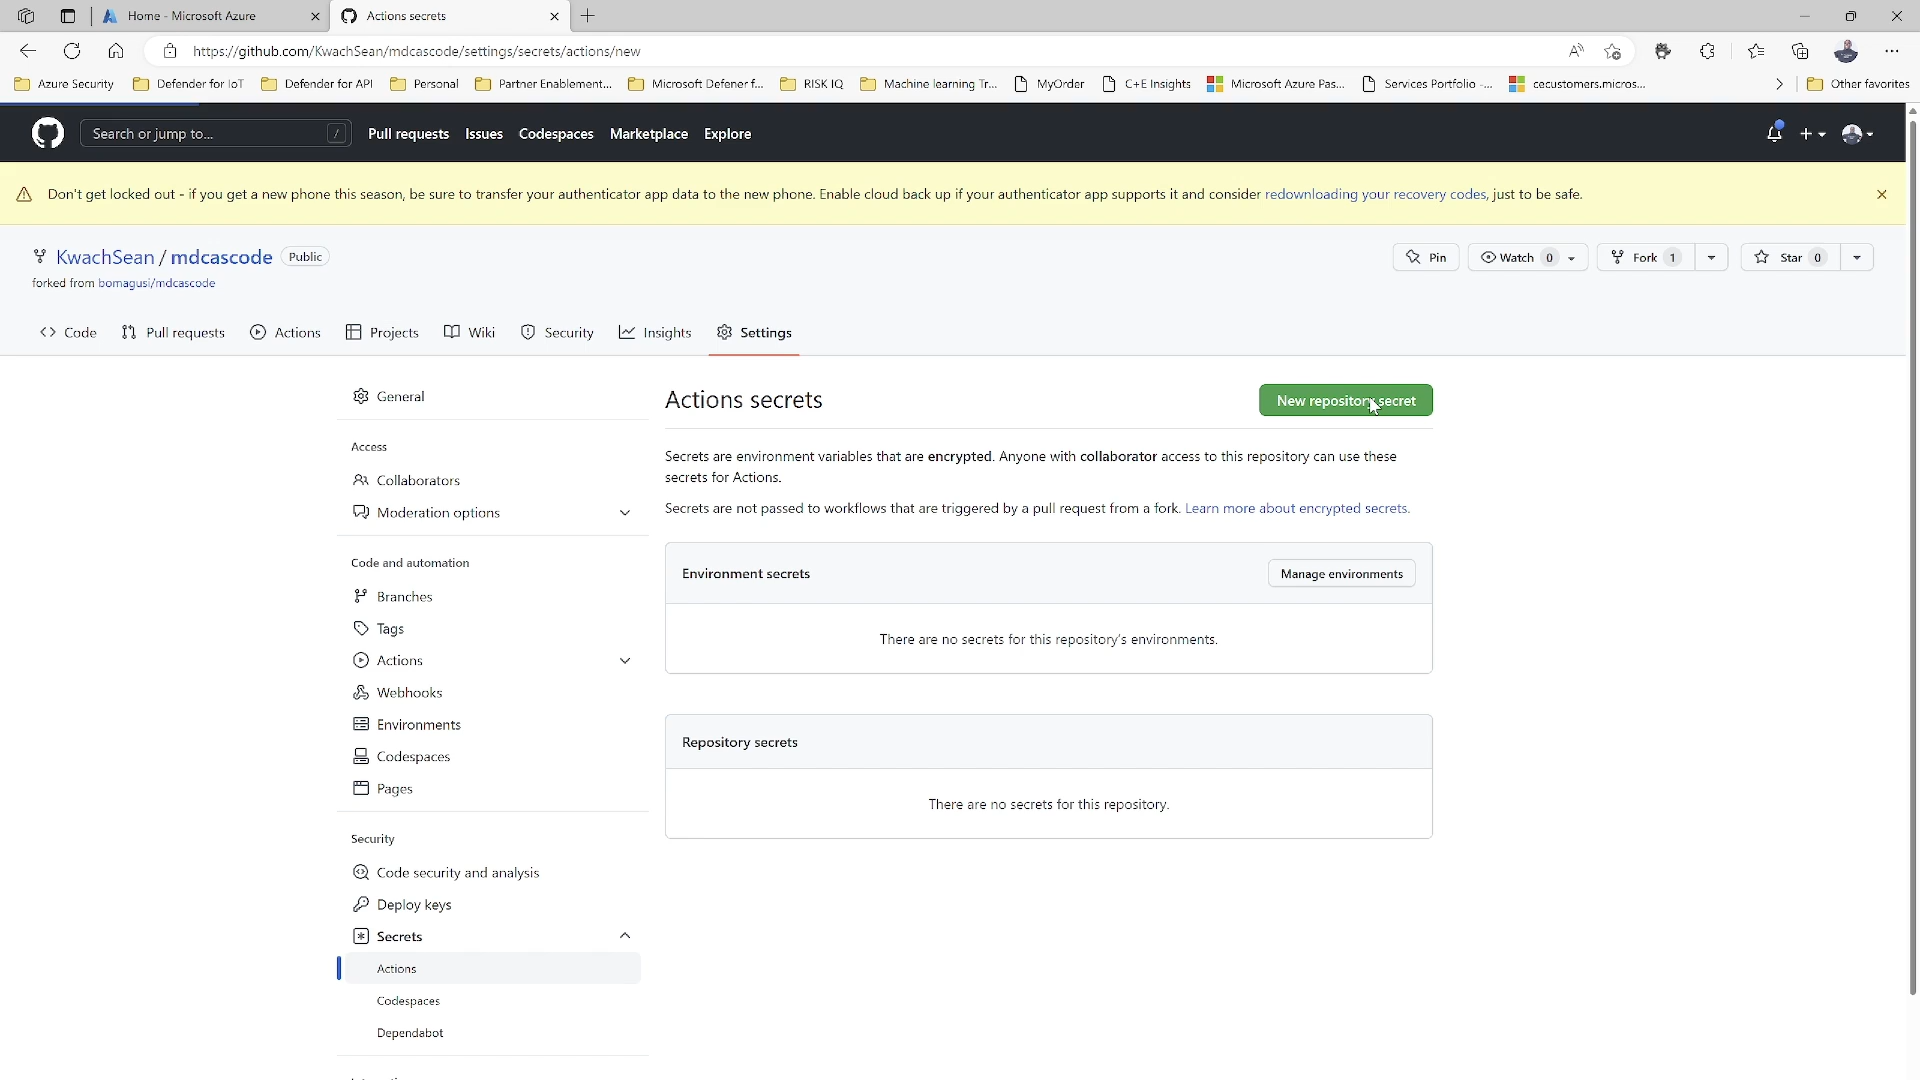 Home - Microsoft Azure
Actions secrets
https://github.com/KwachSean/mdcascode/settings/secrets/actions/new
Azure Security
Defender for IoT
Defender for API
Personal
Partner Enablement...
Microsoft Defener f...
RISK IQ
Machine learning Tr...
MyOrder
C+E Insights
Microsoft Azure Pas...
Services Portfolio -...
cecustomers.micros...
Other favorites
Search or jump to... /
Pull requests
Issues
Codespaces
Marketplace
Explore
Don't get locked out - if you get a new phone this season, be sure to transfer your authenticator app data to the new phone. Enable cloud back up if your authenticator app supports it and consider redownloading your recovery codes, just to be safe.
KwachSean / mdcascode Public
forked from bomagusi/mdcascode
Pin
Watch 0
Fork 1
Star 0
Code
Pull requests
Actions
Projects
Wiki
Security
Insights
Settings
General
Access
Collaborators
Moderation options
Code and automation
Branches
Tags
Actions
Webhooks
Environments
Codespaces
Pages
Security
Code security and analysis
Deploy keys
Secrets
Actions
Codespaces
Dependabot
Actions secrets
New repository secret
Secrets are environment variables that are encrypted. Anyone with collaborator access to this repository can use these
secrets for Actions.
Secrets are not passed to workflows that are triggered by a pull request from a fork. Learn more about encrypted secrets.
Environment secrets
Manage environments
There are no secrets for this repository's environments.
Repository secrets
There are no secrets for this repository.